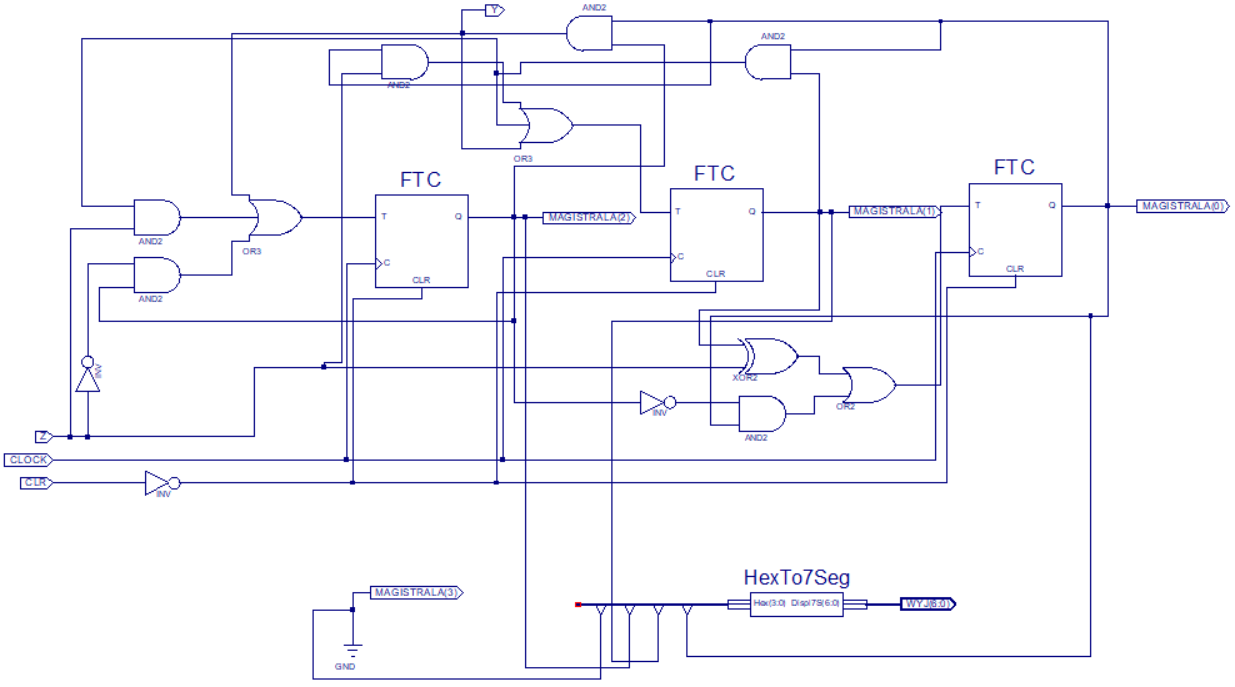 AND2
Y
AND2
AND2
AND2
OR3
FTC
FTC
FTC
T
Q
C
CLR
MAGISTRALA(2)
T
Q
C
CLR
MAGISTRALA(1)
T
Q
C
CLR
MAGISTRALA(0)
AND2
OR3
AND2
INV
XOR2
OR2
INV
AND2
Z
CLOCK
CLR
INV
HexTo7Seg
MAGISTRALA(3)
Hex(3:0) Displ7S(6:0)
WYJ(6:0)
GND